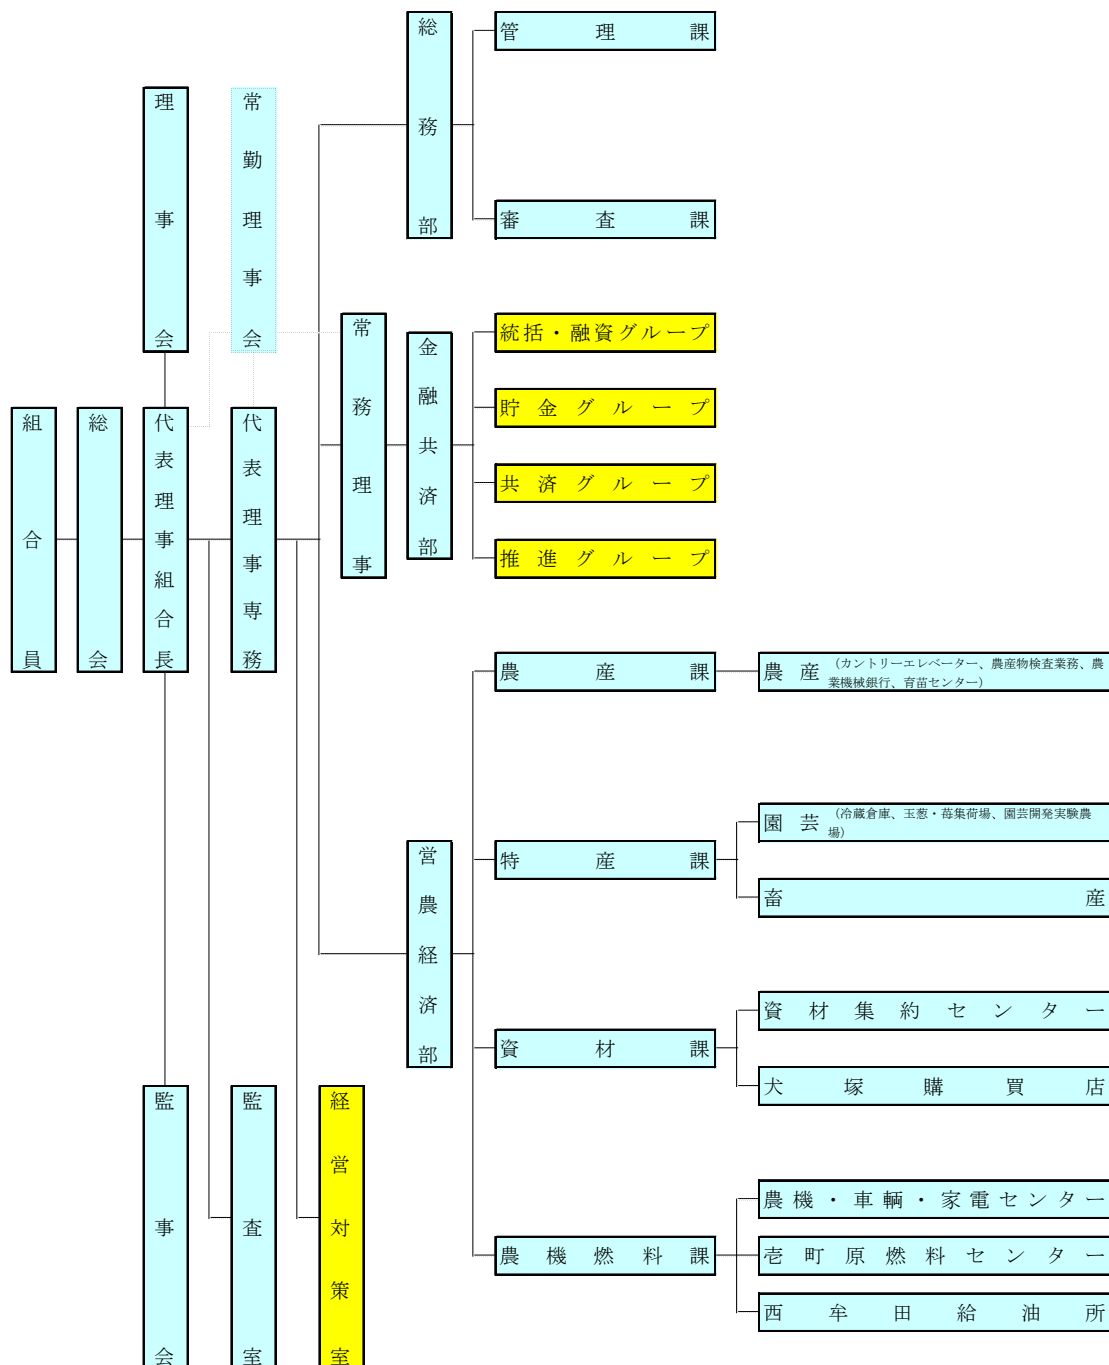 組合員
総会
理事会
代表理事組合長
監事会
常勤理事会
代表理事専務
監査室
経営対策室
常務理事
総務部
管理課
審査課
金融共済部
統括・融資グループ
貯金グループ
共済グループ
推進グループ
営農経済部
農産課
農産
（カントリーエレベーター、農産物検査業務、農
業機械銀行、育苗センター）
特産課
園芸
（冷蔵倉庫、玉葱・苺集荷場、園芸開発実験農
場）
畜産
資材課
資材集約センター
犬塚購買店
農機燃料課
農機・車輌・家電センター
壱町原燃料センター
西牟田給油所